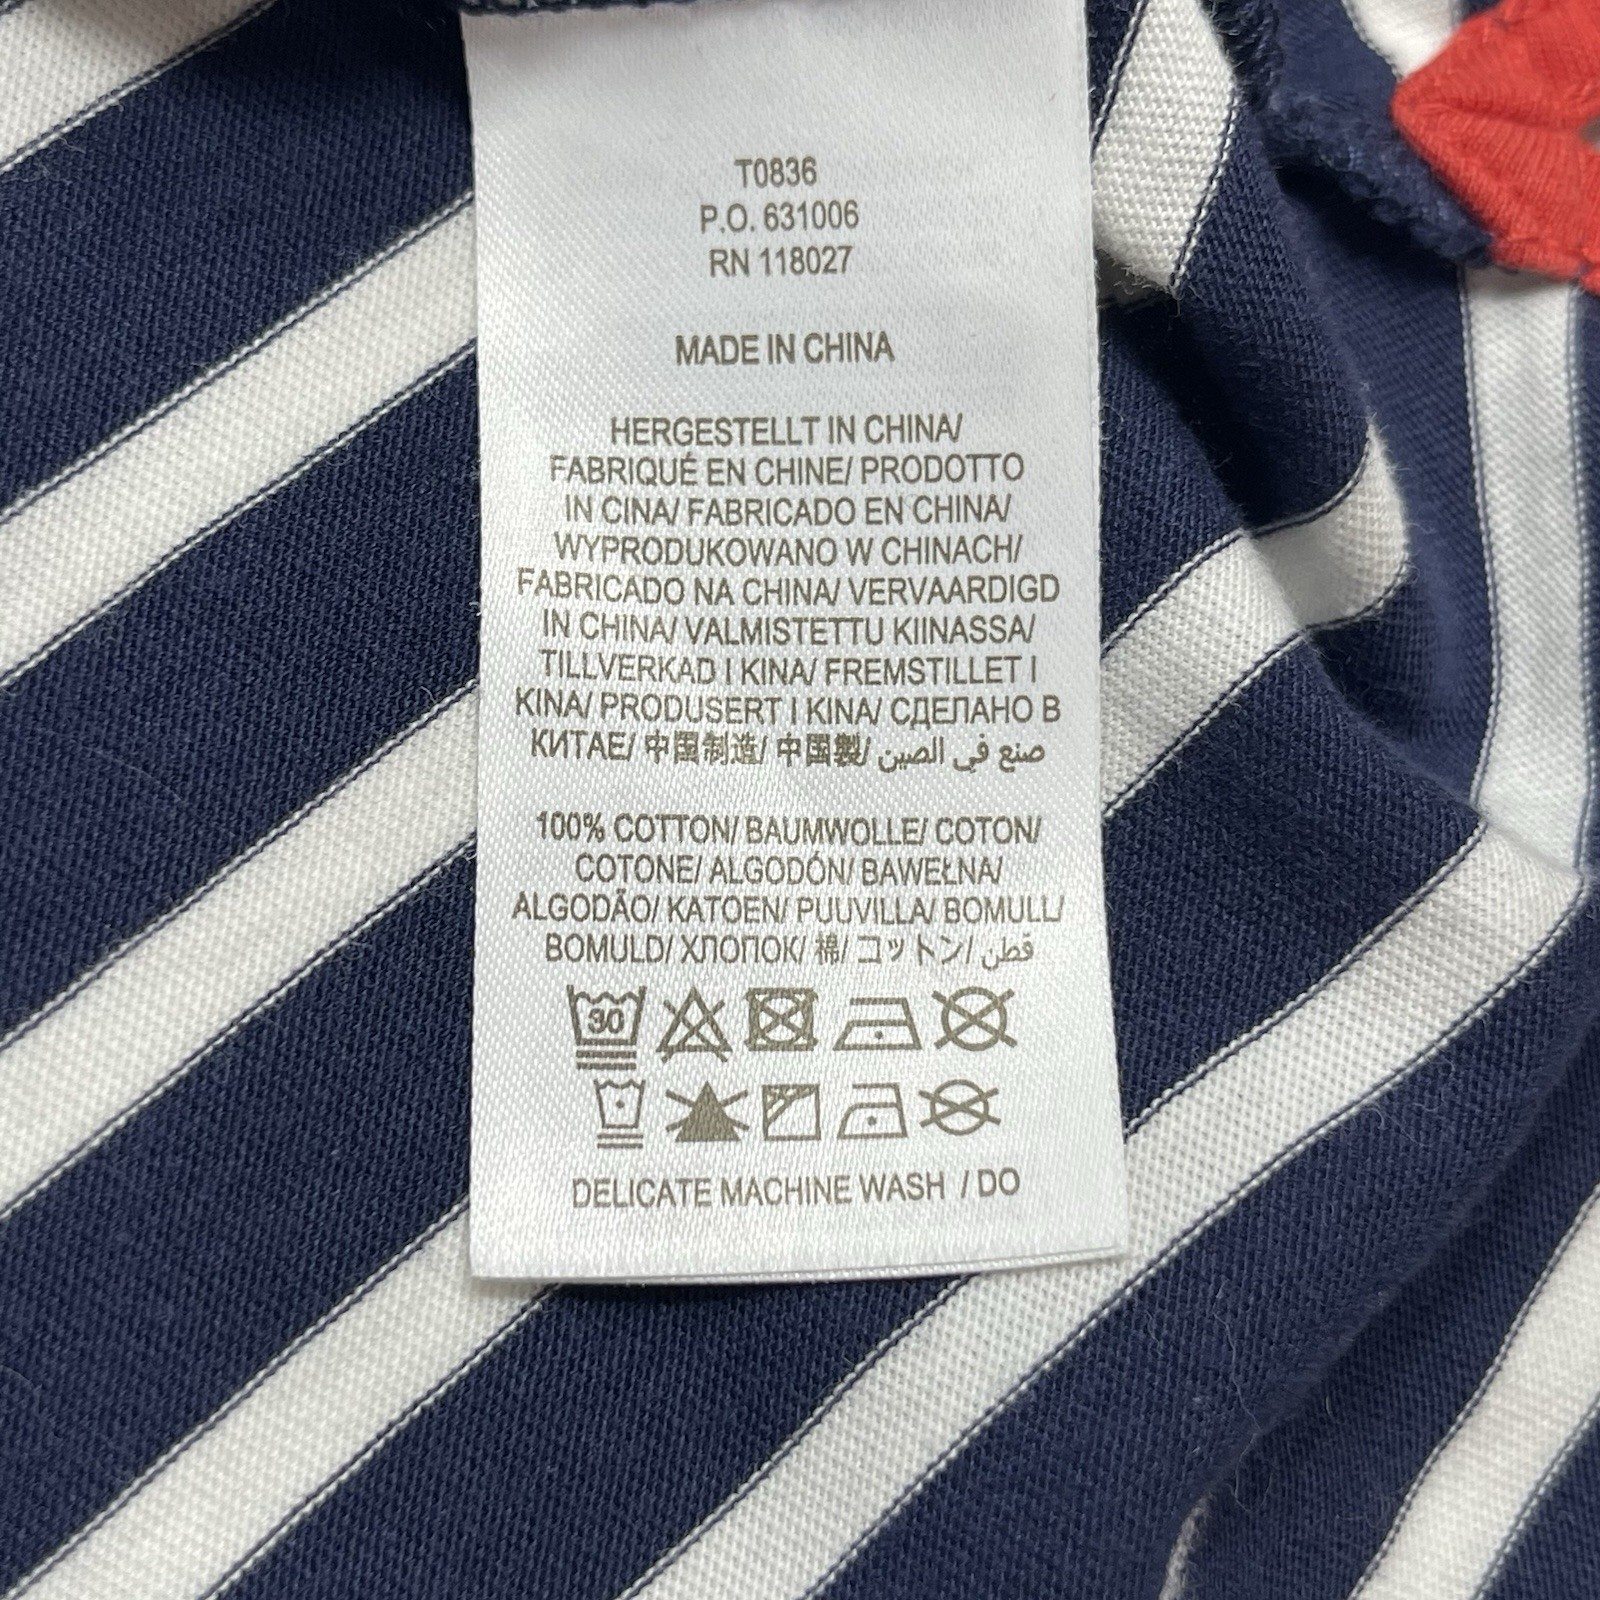 T0836
P.O. 631006
RN 118027
MADE IN CHINA
HERGESTELLT IN CHINA/
FABRIQUÉ EN CHINE/ PRODOTTO
IN CINA/ FABRICADO EN CHINA/
WYPRODUKOWANO W CHINACH/
FABRICADO NA CHINA/ VERVAARDIGD
IN CHINA/ VALMISTETTU KIINASSA/
TILLVERKAD I KINA/ FREMSTILLET I
KINA/ PRODUSERT I KINA/ СДЕЛАНО В
КИТАЕ/ 中国制造/ 中国製/ صنع في الصين
100% COTTON/ BAUMWOLLE/ COTON/
COTONE/ ALGODÓN/ BAWEŁNA/
ALGODÃO/ KATOEN/ PUUVILLA/ BOMULL/
BOMULD/ ХЛОПОК/ 棉/ コットン/ قطن
30
DELICATE MACHINE WASH / DO